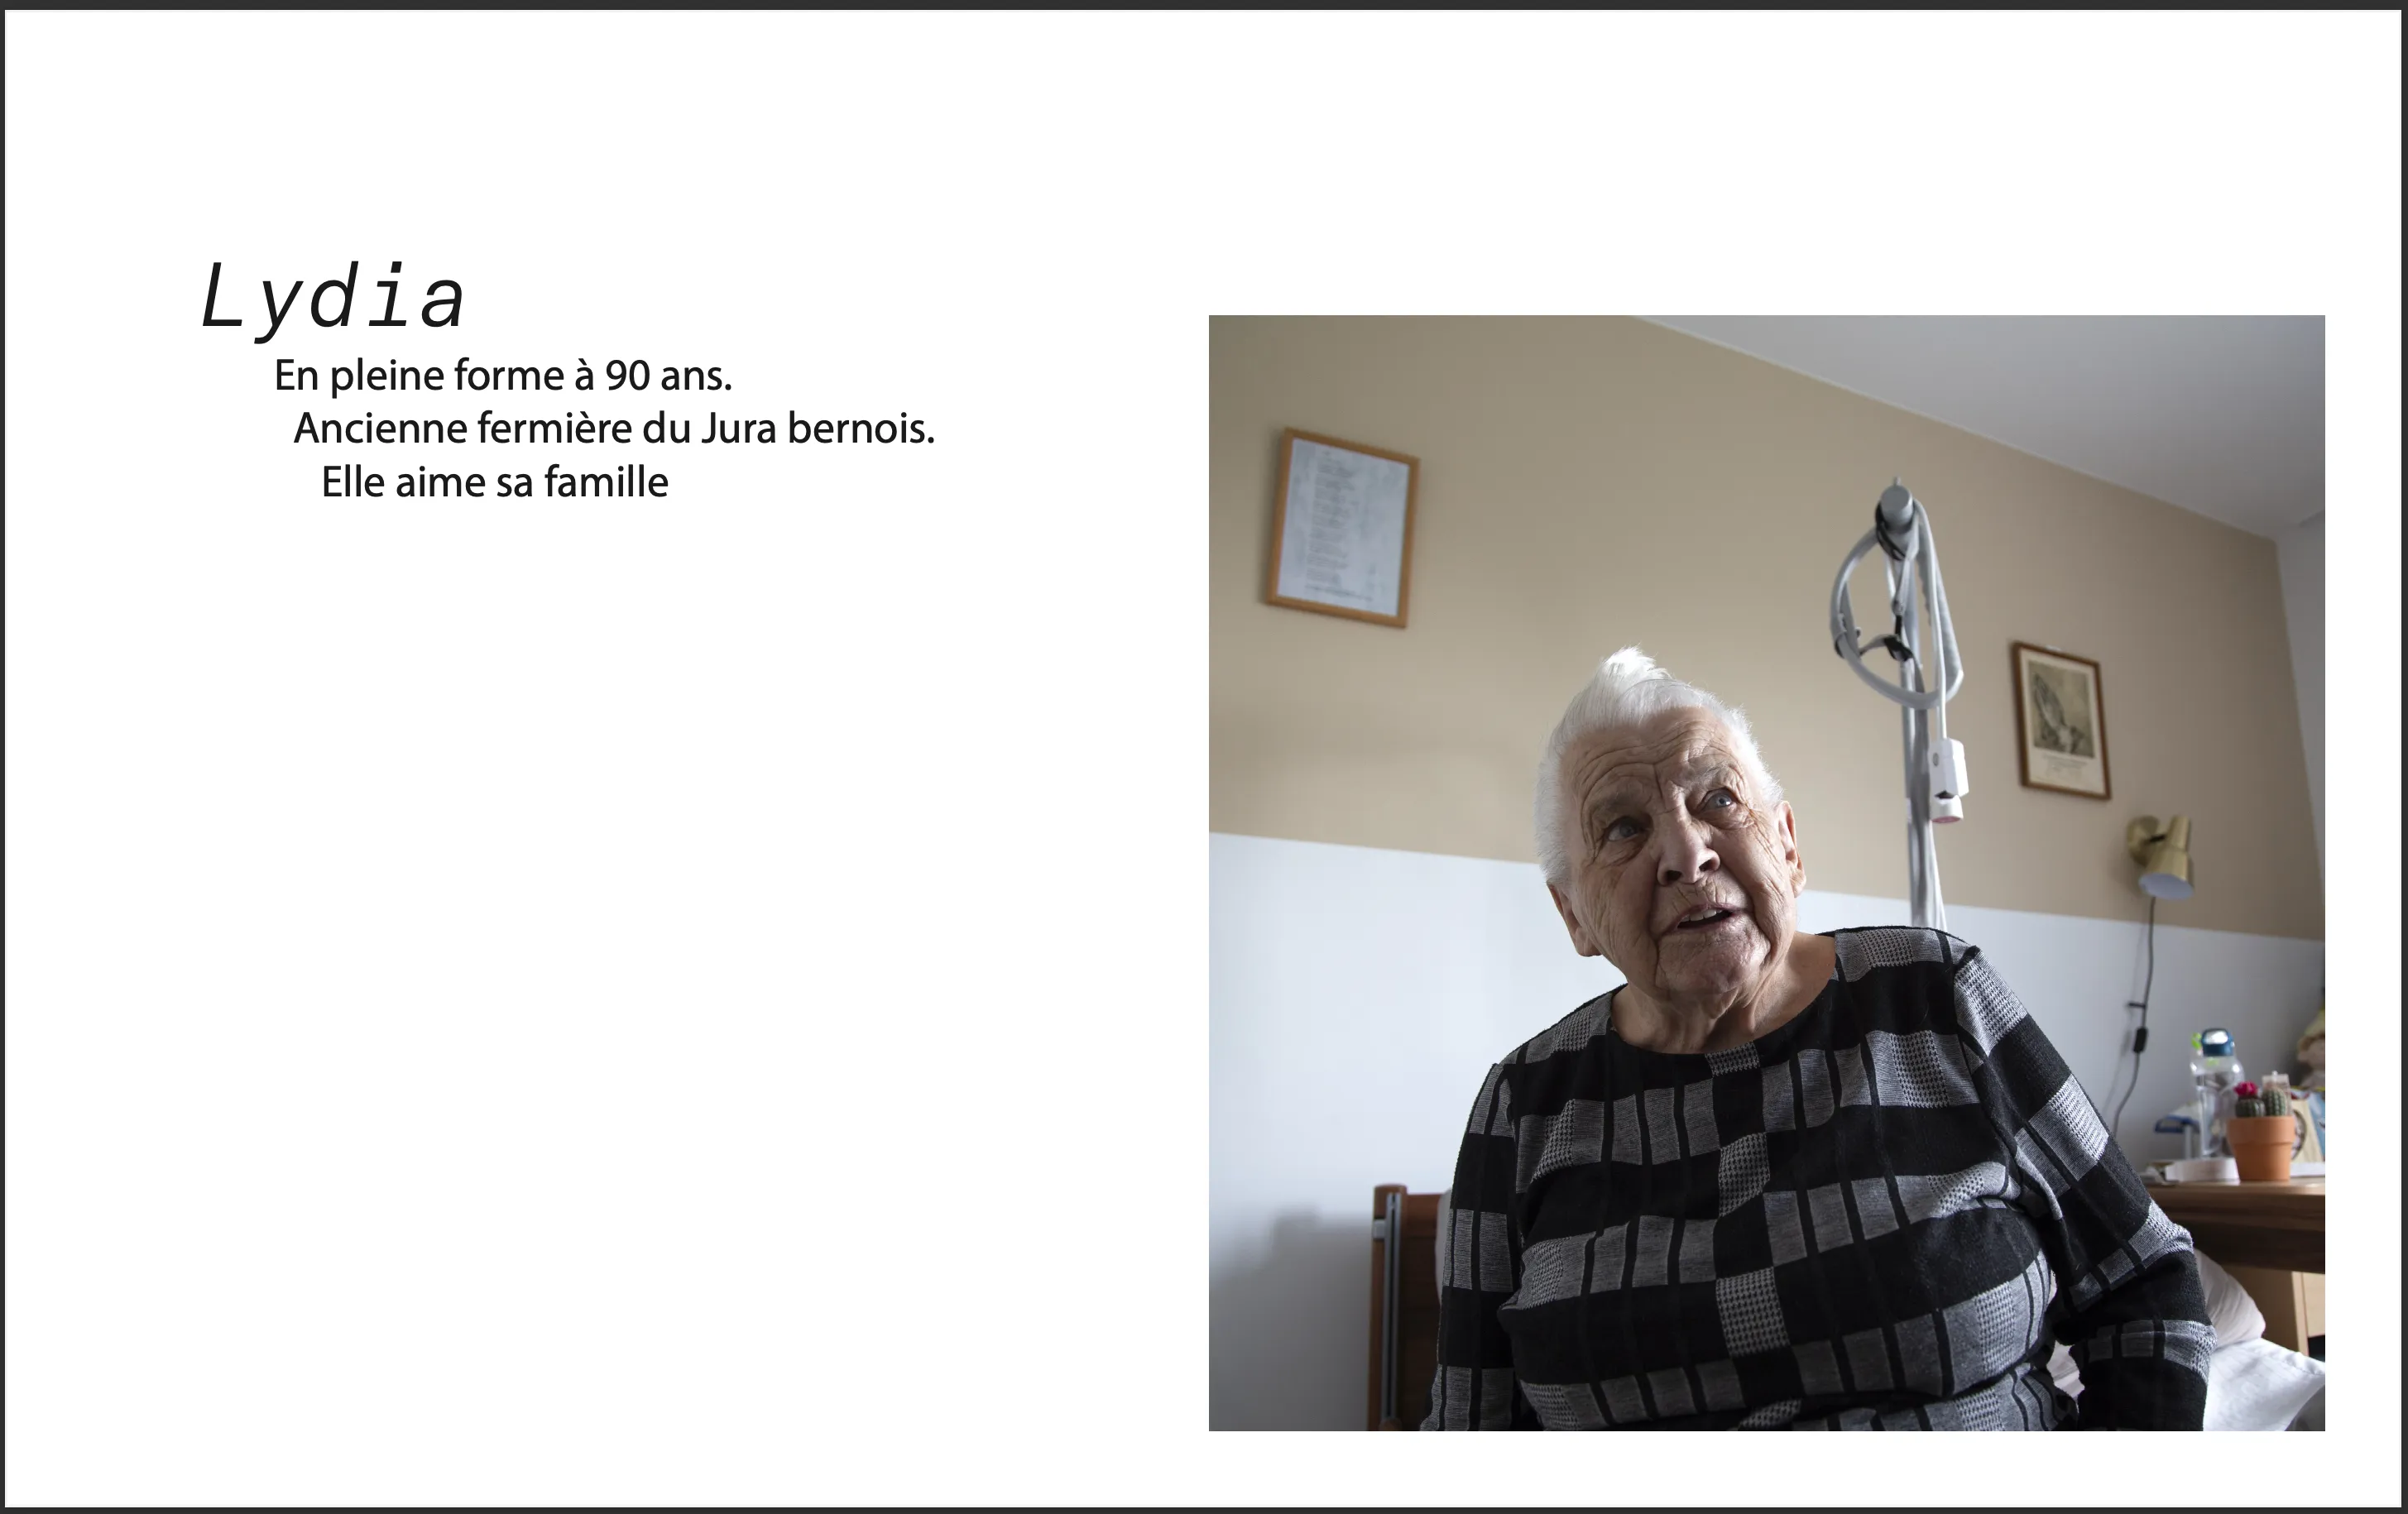 Lydia
En pleine forme à 90 ans.
Ancienne fermière du Jura bernois.
Elle aime sa famille